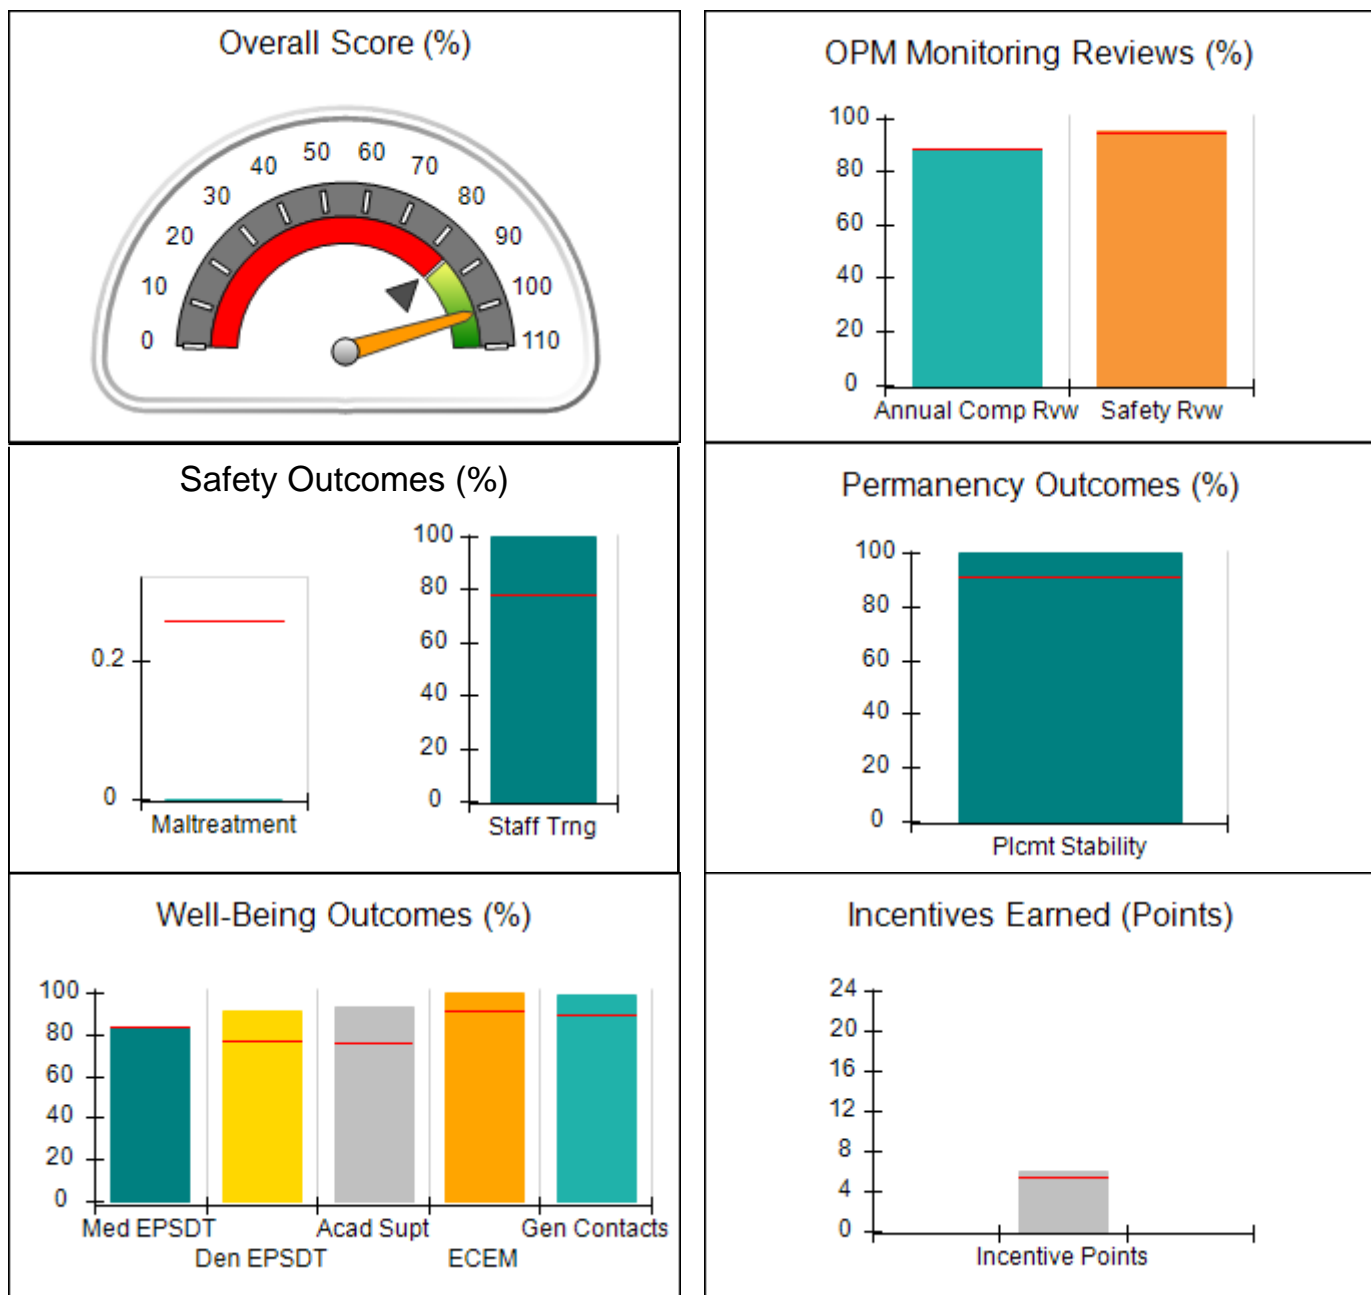 Overall Score (%)
0
10
20
30
40
50
60
70
80
90
100
110
OPM Monitoring Reviews (%)
100
80
60
40
20
0
Annual Comp Rvw
Safety Rvw
Safety Outcomes (%)
0.2
0
Maltreatment
100
80
60
40
20
0
Staff Trng
Permanency Outcomes (%)
100
80
60
40
20
0
Plcmt Stability
Well-Being Outcomes (%)
100
80
60
40
20
0
Med EPSDT
Den EPSDT
Acad Supt
ECEM
Gen Contacts
Incentives Earned (Points)
24
20
16
12
8
4
0
Incentive Points